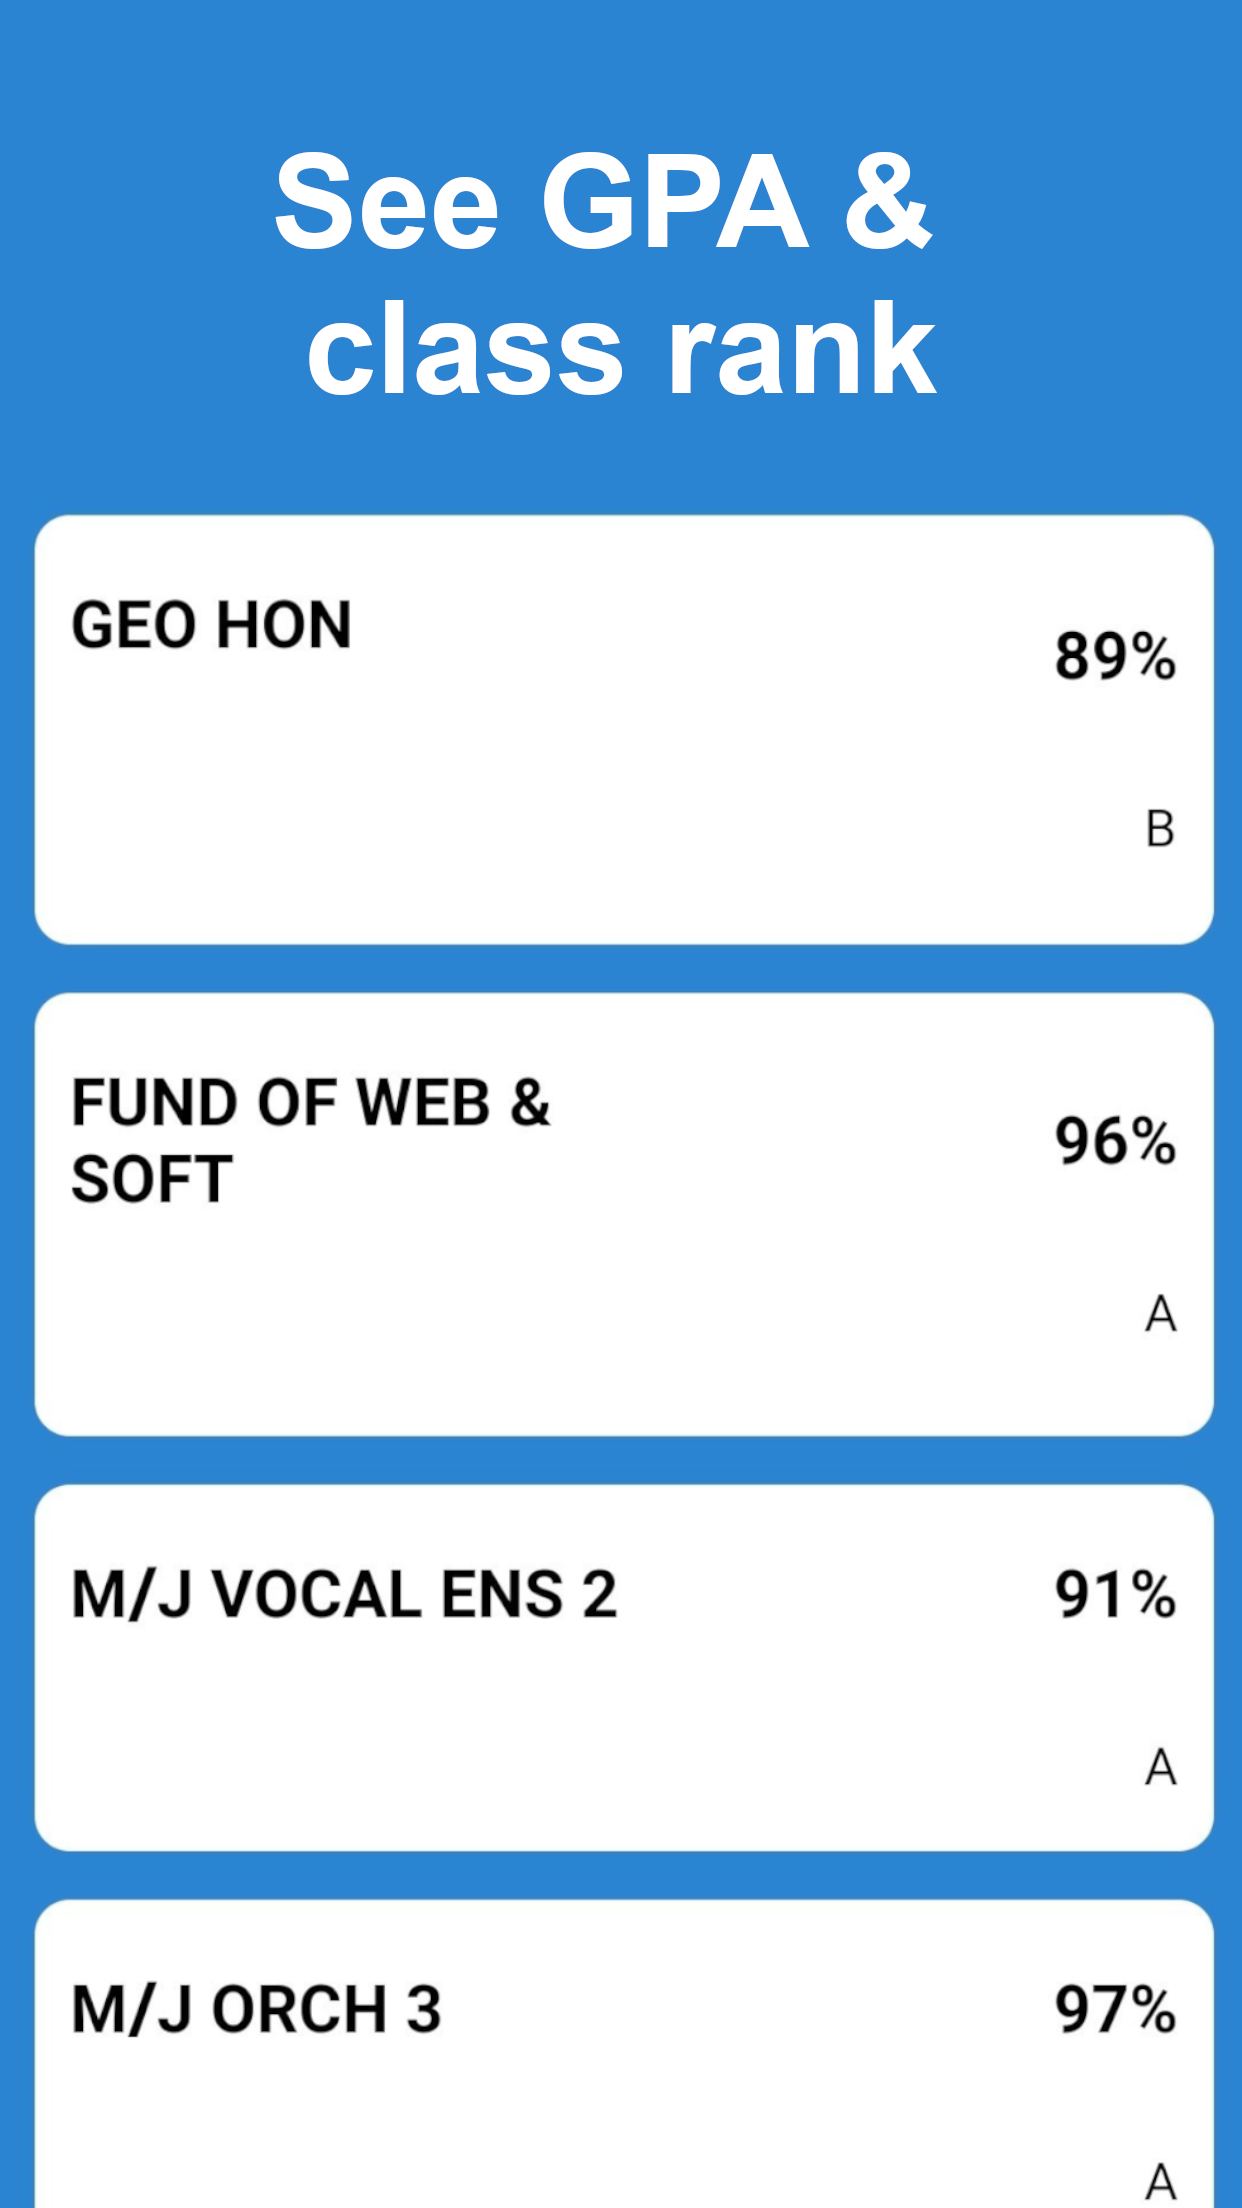 See GPA &
class rank
GEO HON
89%
B
FUND OF WEB &
SOFT
96%
A
M/J VOCAL ENS 2
91%
A
M/J ORCH 3
97%
A